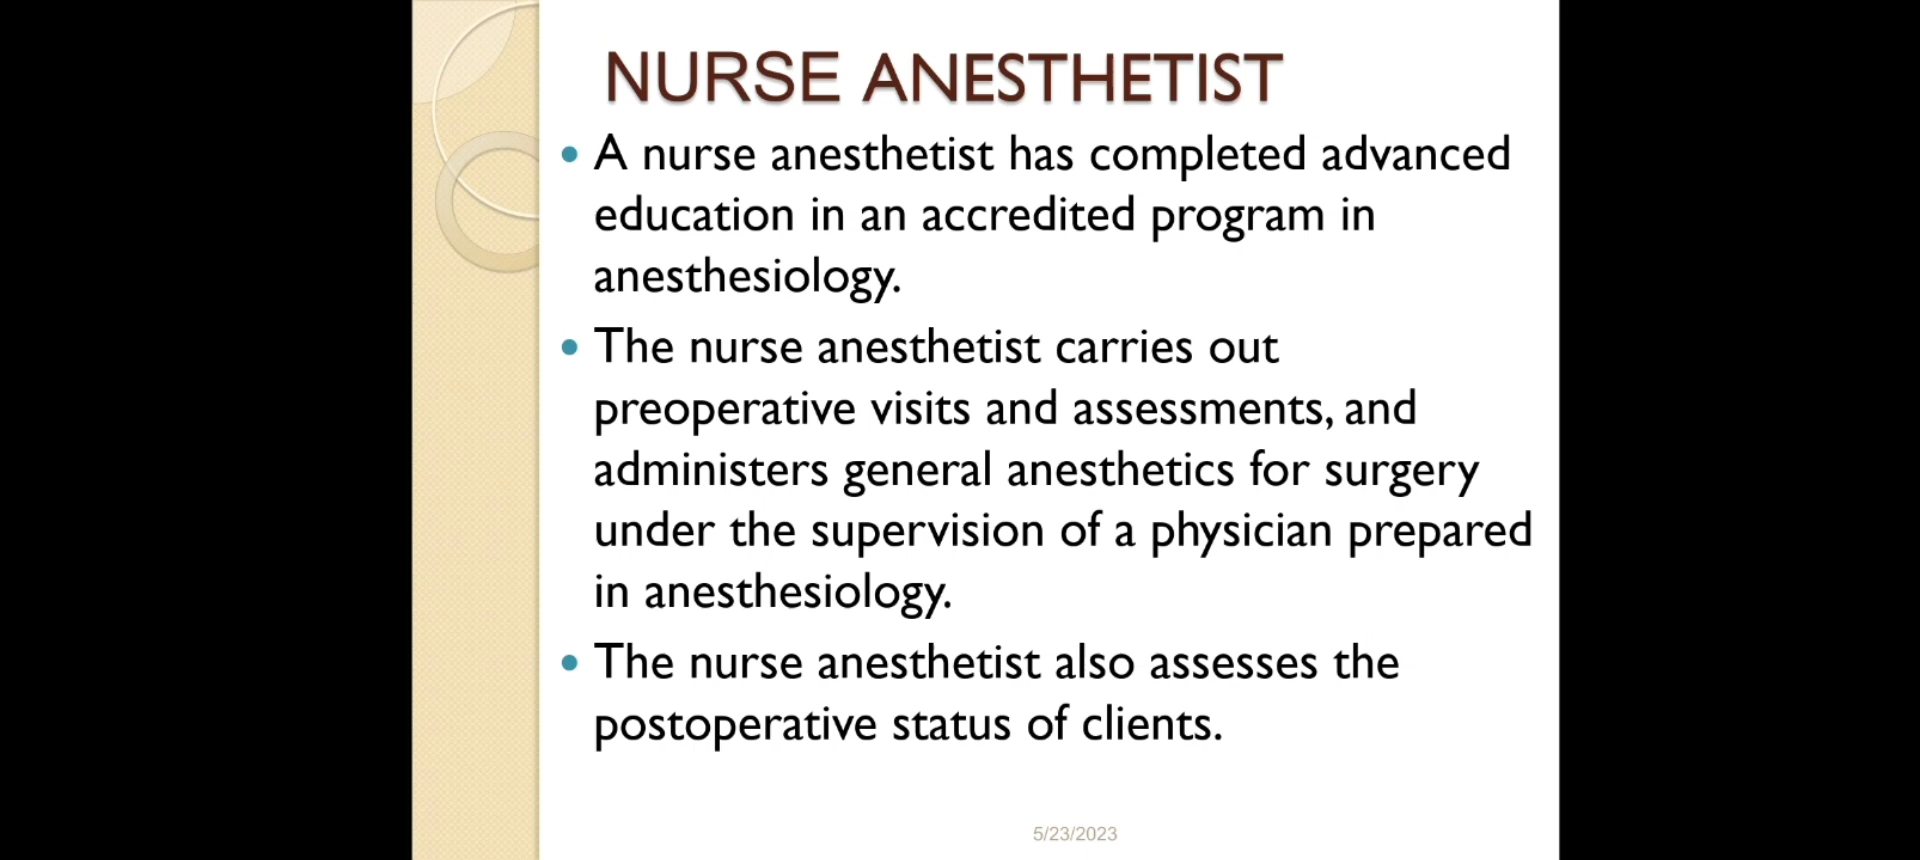 NURSE ANESTHETIST
• A nurse anesthetist has completed advanced
education in an accredited program in
anesthesiology.
• The nurse anesthetist carries out
preoperative visits and assessments, and
administers general anesthetics for surgery
under the supervision of a physician prepared
in anesthesiology.
• The nurse anesthetist also assesses the
postoperative status of clients.
5/23/2023